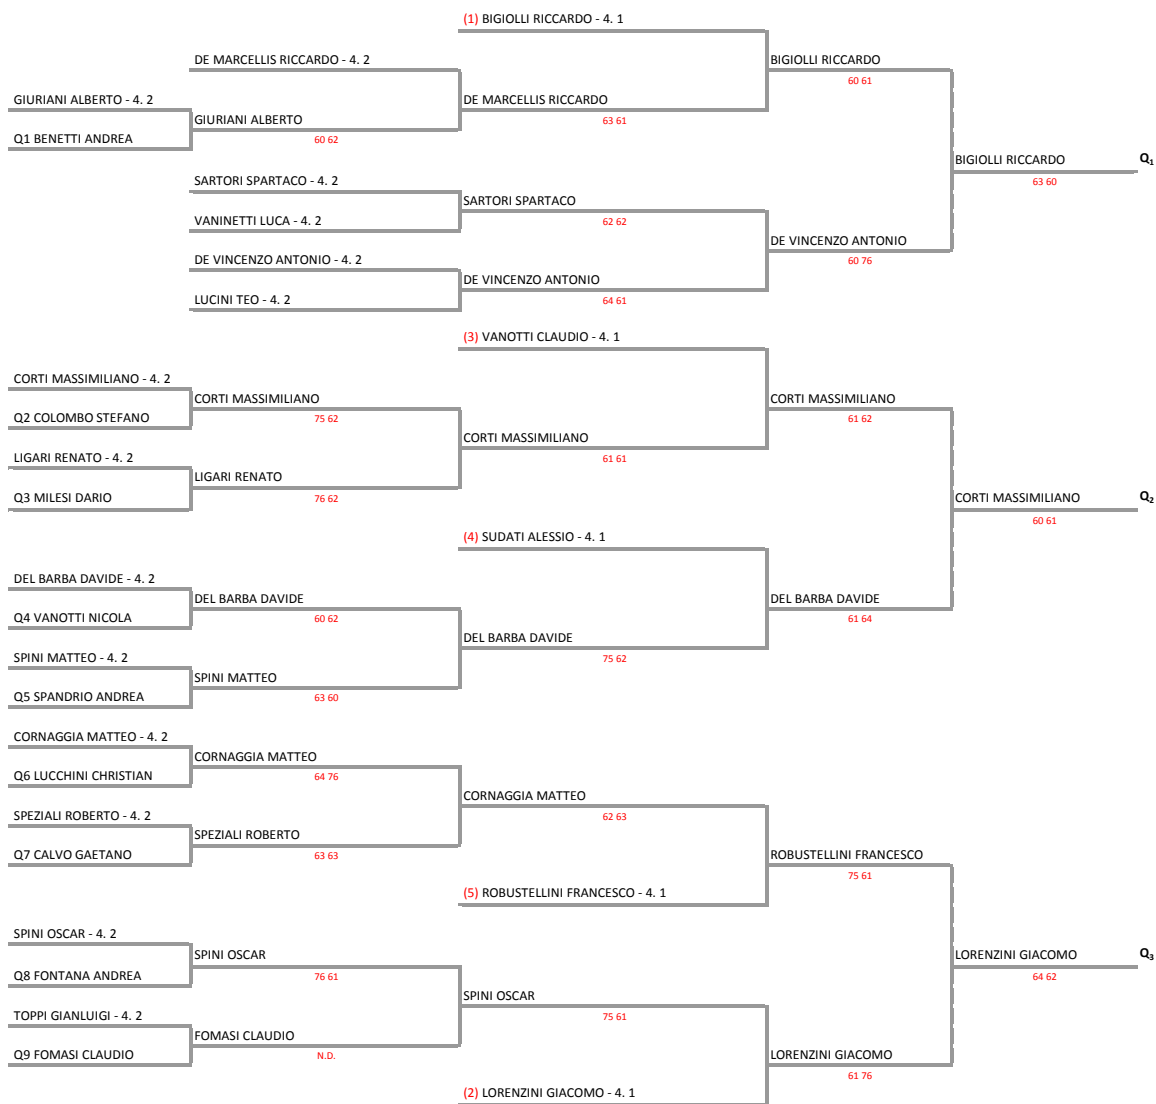 (1) BIGIOLLI RICCARDO - 4. 1
DE MARCELLIS RICCARDO - 4. 2
BIGIOLLI RICCARDO
60 61
GIURIANI ALBERTO - 4. 2
DE MARCELLIS RICCARDO
63 61
GIURIANI ALBERTO
60 62
Q1 BENETTI ANDREA
BIGIOLLI RICCARDO
Q1
63 60
SARTORI SPARTACO - 4. 2
SARTORI SPARTACO
62 62
VANINETTI LUCA - 4. 2
DE VINCENZO ANTONIO
60 76
DE VINCENZO ANTONIO - 4. 2
DE VINCENZO ANTONIO
64 61
LUCINI TEO - 4. 2
(3) VANOTTI CLAUDIO - 4. 1
CORTI MASSIMILIANO - 4. 2
CORTI MASSIMILIANO
75 62
CORTI MASSIMILIANO
61 62
Q2 COLOMBO STEFANO
CORTI MASSIMILIANO
61 61
LIGARI RENATO - 4. 2
LIGARI RENATO
76 62
Q3 MILESI DARIO
CORTI MASSIMILIANO
Q2
60 61
(4) SUDATI ALESSIO - 4. 1
DEL BARBA DAVIDE - 4. 2
DEL BARBA DAVIDE
60 62
DEL BARBA DAVIDE
61 64
Q4 VANOTTI NICOLA
DEL BARBA DAVIDE
75 62
SPINI MATTEO - 4. 2
SPINI MATTEO
63 60
Q5 SPANDRIO ANDREA
CORNAGGIA MATTEO - 4. 2
CORNAGGIA MATTEO
64 76
Q6 LUCCHINI CHRISTIAN
CORNAGGIA MATTEO
62 63
SPEZIALI ROBERTO - 4. 2
SPEZIALI ROBERTO
63 63
Q7 CALVO GAETANO
ROBUSTELLINI FRANCESCO
75 61
(5) ROBUSTELLINI FRANCESCO - 4. 1
SPINI OSCAR - 4. 2
SPINI OSCAR
76 61
Q8 FONTANA ANDREA
LORENZINI GIACOMO
Q3
64 62
SPINI OSCAR
75 61
TOPPI GIANLUIGI - 4. 2
FOMASI CLAUDIO
N.D.
Q9 FOMASI CLAUDIO
LORENZINI GIACOMO
61 76
(2) LORENZINI GIACOMO - 4. 1